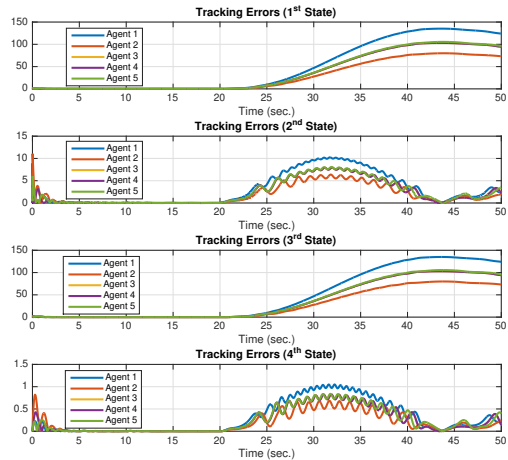 Tracking Errors (1st State)
150
100
50
0
Agent 1
Agent 2
Agent 3
Agent 4
Agent 5
0 5 10 15 20 25 30 35 40 45 50
Time (sec.)
Tracking Errors (2nd State)
15
10
5
0
Agent 1
Agent 2
Agent 3
Agent 4
Agent 5
0 5 10 15 20 25 30 35 40 45 50
Time (sec.)
Tracking Errors (3rd State)
150
100
50
0
Agent 1
Agent 2
Agent 3
Agent 4
Agent 5
0 5 10 15 20 25 30 35 40 45 50
Time (sec.)
Tracking Errors (4th State)
1.5
1
0.5
0
Agent 1
Agent 2
Agent 3
Agent 4
Agent 5
0 5 10 15 20 25 30 35 40 45 50
Time (sec.)